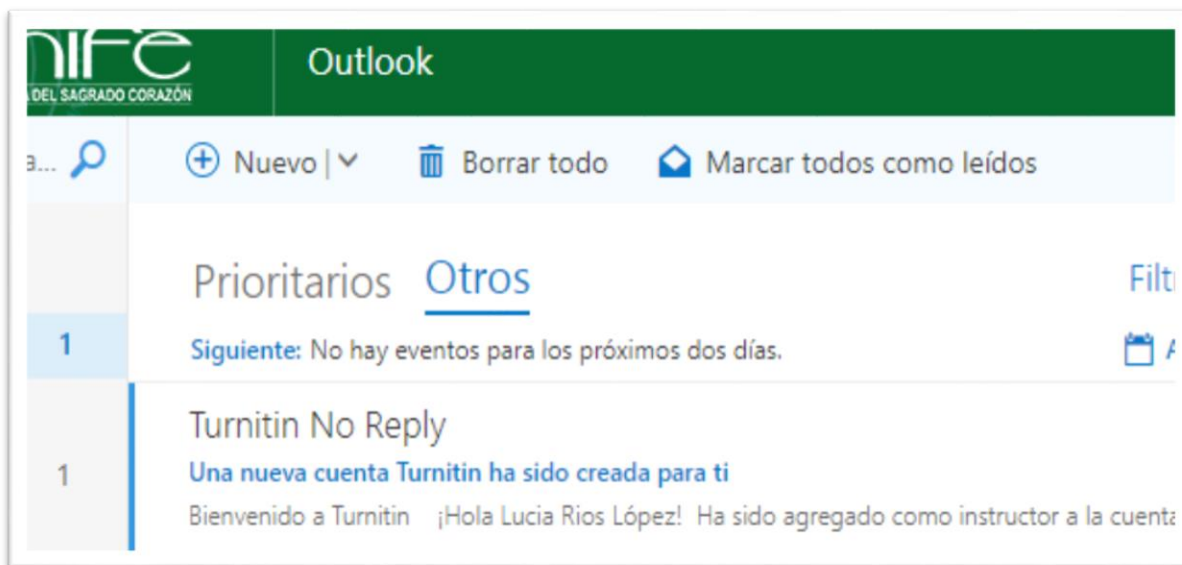 Outlook
DEL SAGRADO CORAZÓN
Nuevo | Borrar todo Marcar todos como leídos
Prioritarios Otros
1
Siguiente: No hay eventos para los próximos dos días.
Turnitin No Reply
1
Una nueva cuenta Turnitin ha sido creada para ti
Bienvenido a Turnitin ¡Hola Lucia Rios López! Ha sido agregado como instructor a la cuenta